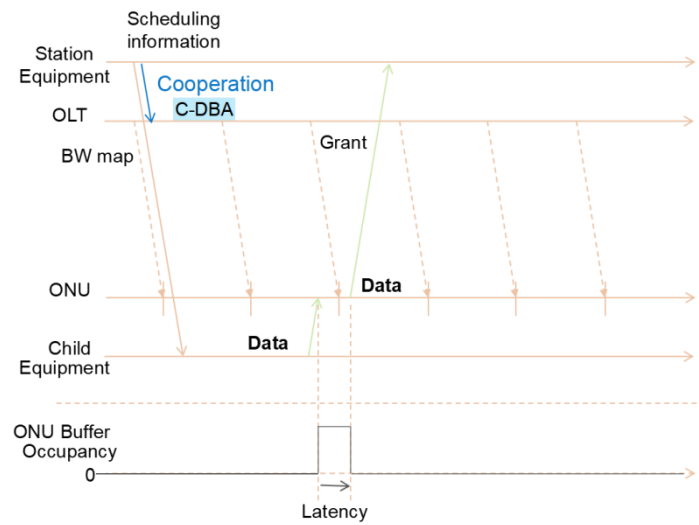 Scheduling
information
Station
Equipment
Cooperation
OLT
C-DBA
BW map
Grant
ONU
Data
Data
Child
Equipment
ONU Buffer
Occupancy
0
Latency